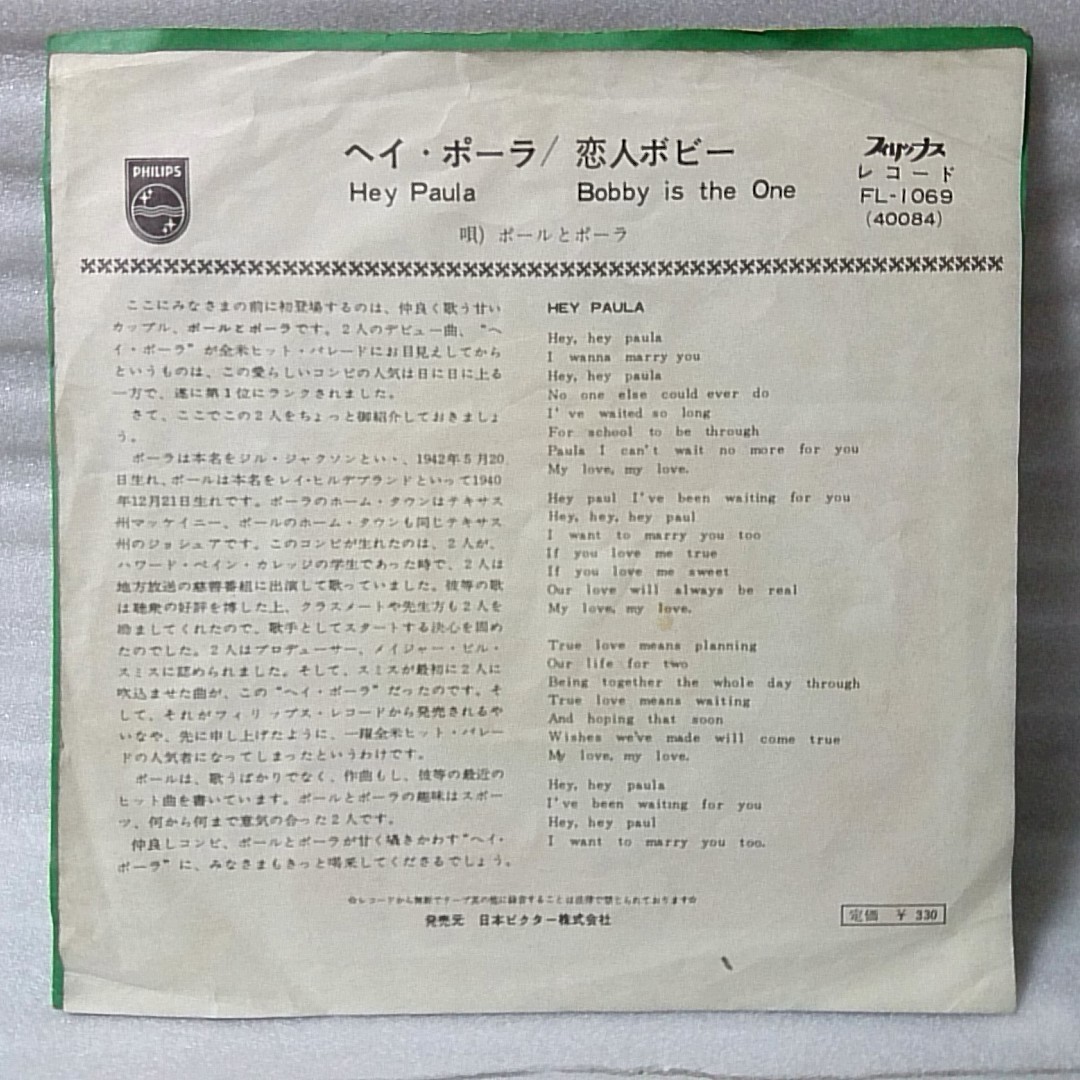 PHILIPS
ヘイ・ポーラ/ 恋人ボビー
Hey Paula Bobby is the One
唄) ポールとポーラ
フィリップス
レコード
FL-1069
(40084)
ここにみなさまの前に初登場するのは、仲良く歌う甘い
カップル、ポールとポーラです。2人のデビュー曲、“ヘ
イ・ポーラ”が全米ヒット・パレードにお目見えしてから
というものは、この愛らしいコンビの人気は日に日に上る
一方で、遂に第1位にランクされました。
さて、ここでこの2人をちょっと御紹介しておきましょ
う。
ポーラは本名をジル・ジャクソンといゝ、1942年5月20
日生れ、ポールは本名をレイ・ヒルデブランドといって1940
年12月21日生れです。ポーラのホーム・タウンはテキサス
州マッケイニー、ポールのホーム・タウンも同じテキサス
州のジョシュアです。このコンビが生れたのは、2人が、
ハワード・ペイン・カレッジの学生であった時で、2人は
地方放送の慈善番組に出演して歌っていました。彼等の歌
は聴衆の好評を博した上、クラスメートや先生方も2人を
励ましてくれたので、歌手としてスタートする決心を固め
たのでした。2人はプロデューサー、メイジャー・ビル・
スミスに認められました。そして、スミスが最初に2人に
吹込ませた曲が、この“ヘイ・ポーラ”だったのです。そ
して、それがフィリップス・レコードから発売されるや
いなや、先に申し上げたように、一躍全米ヒット・パレー
ドの人気者になってしまったというわけです。
ポールは、歌うばかりでなく、作曲もし、彼等の最近の
ヒット曲を書いています。ポールとポーラの趣味はスポー
ツ、何から何まで意気の合った2人です。
仲良しコンビ、ポールとポーラが甘く囁きかわす“ヘイ・
ポーラ”に、みなさまもきっと喝采してくださるでしょう。
HEY PAULA
Hey, hey paula
I wanna marry you
Hey, hey paula
No one else could ever do
I've waited so long
For school to be through
Paula I can't wait no more for you
My love, my love.
Hey paul I've been waiting for you
Hey, hey, hey paul
I want to marry you too
If you love me true
If you love me sweet
Our love will always be real
My love, my love.
True love means planning
Our life for two
Being together the whole day through
True love means waiting
And hoping that soon
Wishes we've made will come true
My love, my love.
Hey, hey paula
I've been waiting for you
Hey, hey paul
I want to marry you too.
✩レコードから無断でテープ其の他に録音することは法律で禁じられております✩
発売元 日本ビクター株式会社
定価 ¥ 330